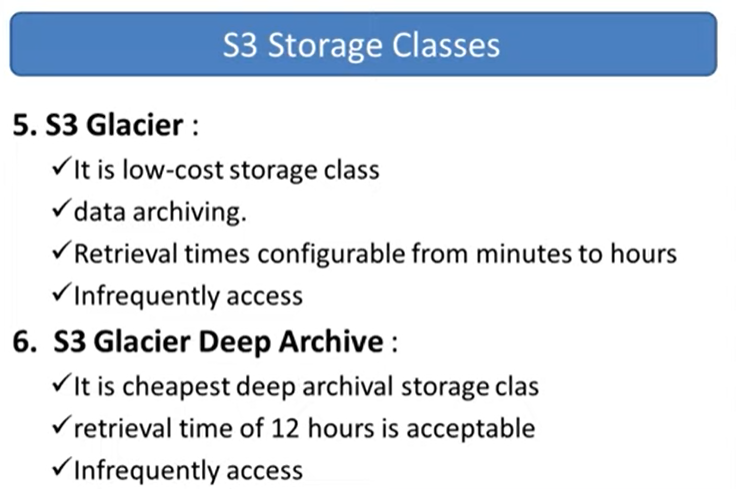 S3 Storage Classes
5. S3 Glacier :
✓It is low-cost storage class
✓data archiving.
✓Retrieval times configurable from minutes to hours
✓Infrequently access
6. S3 Glacier Deep Archive :
✓It is cheapest deep archival storage clas
✓retrieval time of 12 hours is acceptable
✓Infrequently access